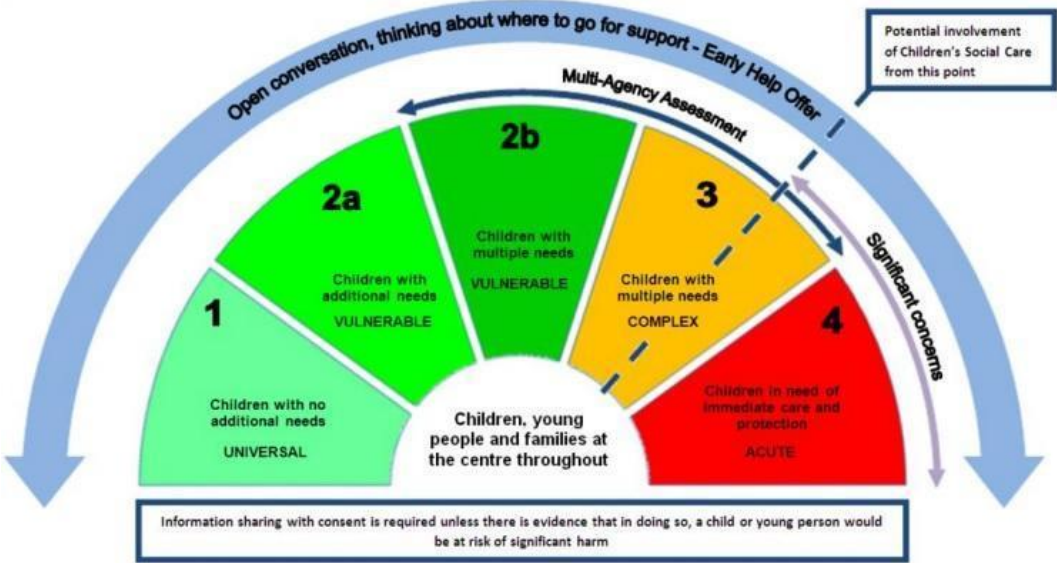 Open conversation, thinking about where to go for support - Early Help Offer
Potential involvement
of Children's Social Care
from this point
Multi-Agency Assessment
1
Children with no
additional needs
UNIVERSAL
2a
Children with
additional needs
VULNERABLE
2b
Children with
multiple needs
VULNERABLE
3
Children with
multiple needs
COMPLEX
4
Children in need of
immediate care and
protection
ACUTE
Significant concerns
Children, young
people and families at
the centre throughout
Information sharing with consent is required unless there is evidence that in doing so, a child or young person would
be at risk of significant harm